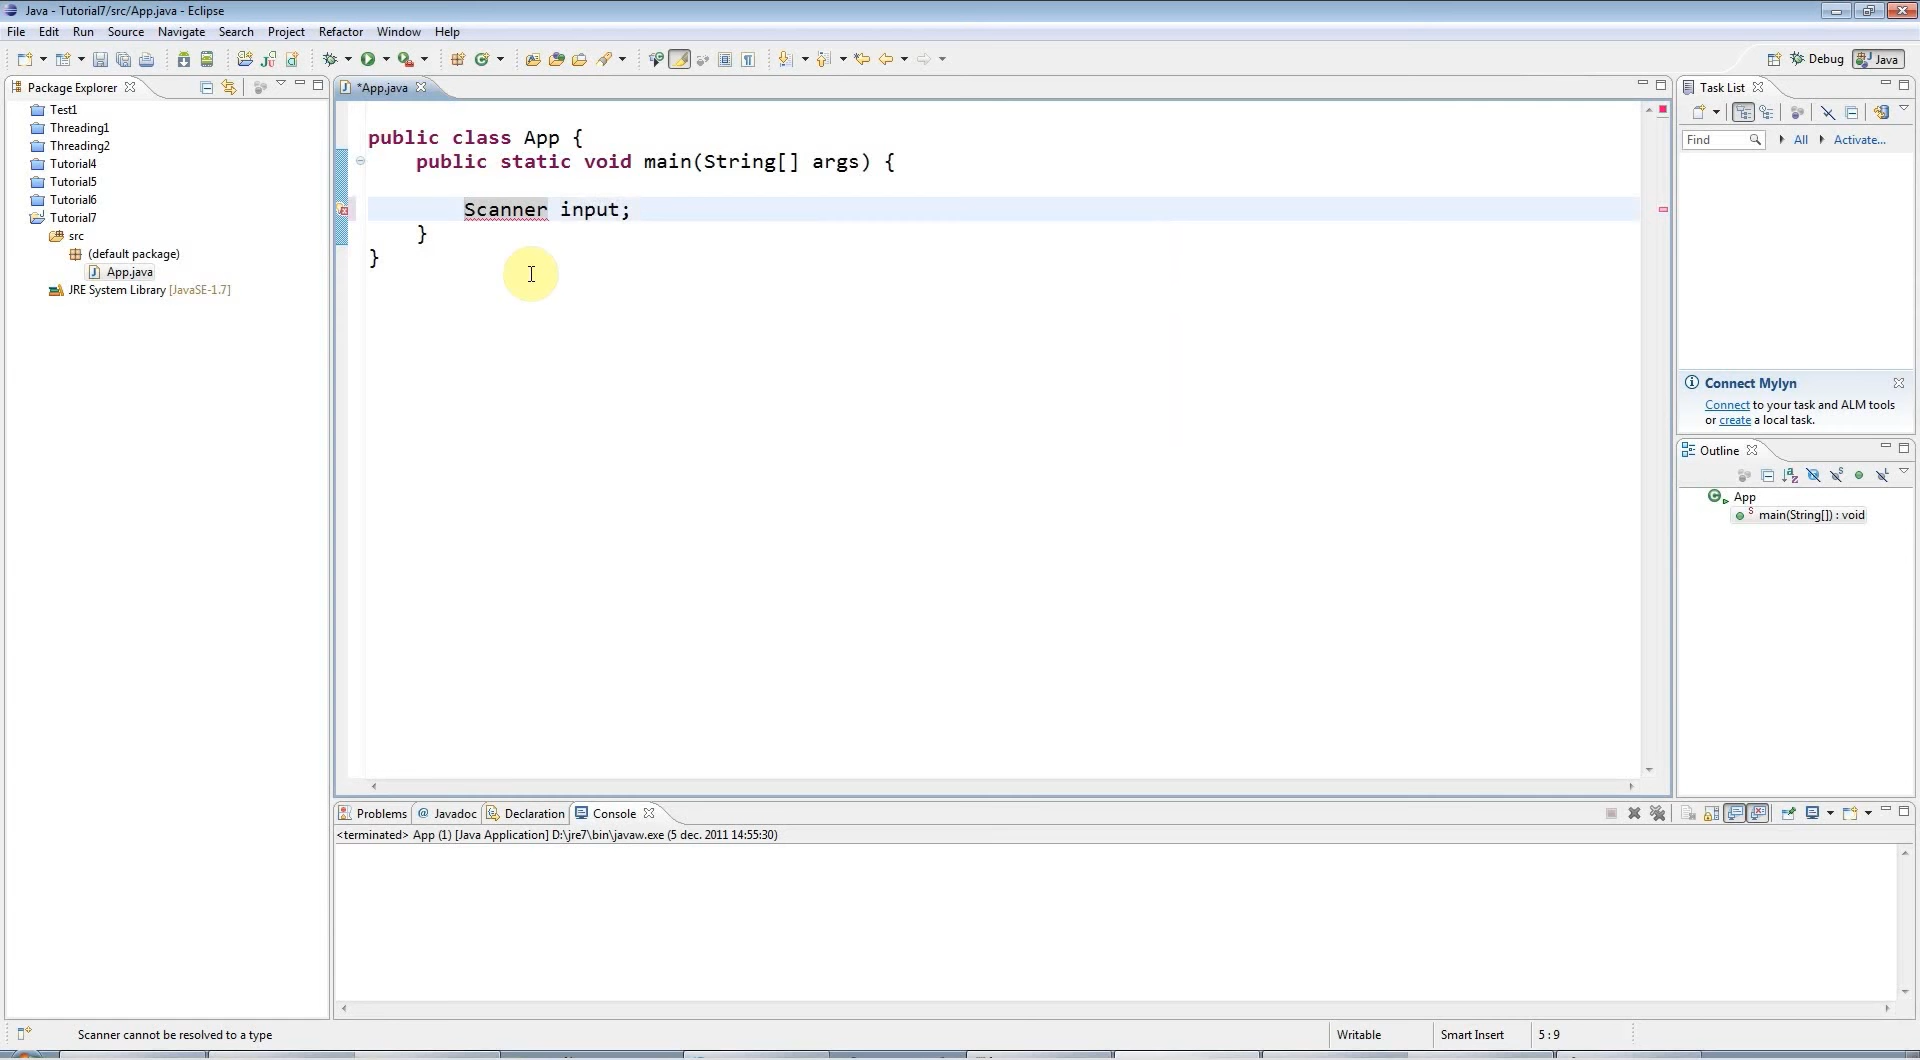 Java - Tutorial7/src/App.java - Eclipse
File Edit Run Source Navigate Search Project Refactor Window Help
Debug Java
Package Explorer
Test1
Threading1
Threading2
Tutorial4
Tutorial5
Tutorial6
Tutorial7
src
(default package)
App.java
JRE System Library [JavaSE-1.7]
*App.java
public class App {
public static void main(String[] args) {
Scanner input;
}
}
Task List
Find All Activate...
Connect Mylyn
Connect to your task and ALM tools
or create a local task.
Outline
App
main(String[]) : void
Problems Javadoc Declaration Console
<terminated> App (1) [Java Application] D:\jre7\bin\javaw.exe (5 dec. 2011 14:55:30)
Scanner cannot be resolved to a type Writable Smart Insert 5 : 9